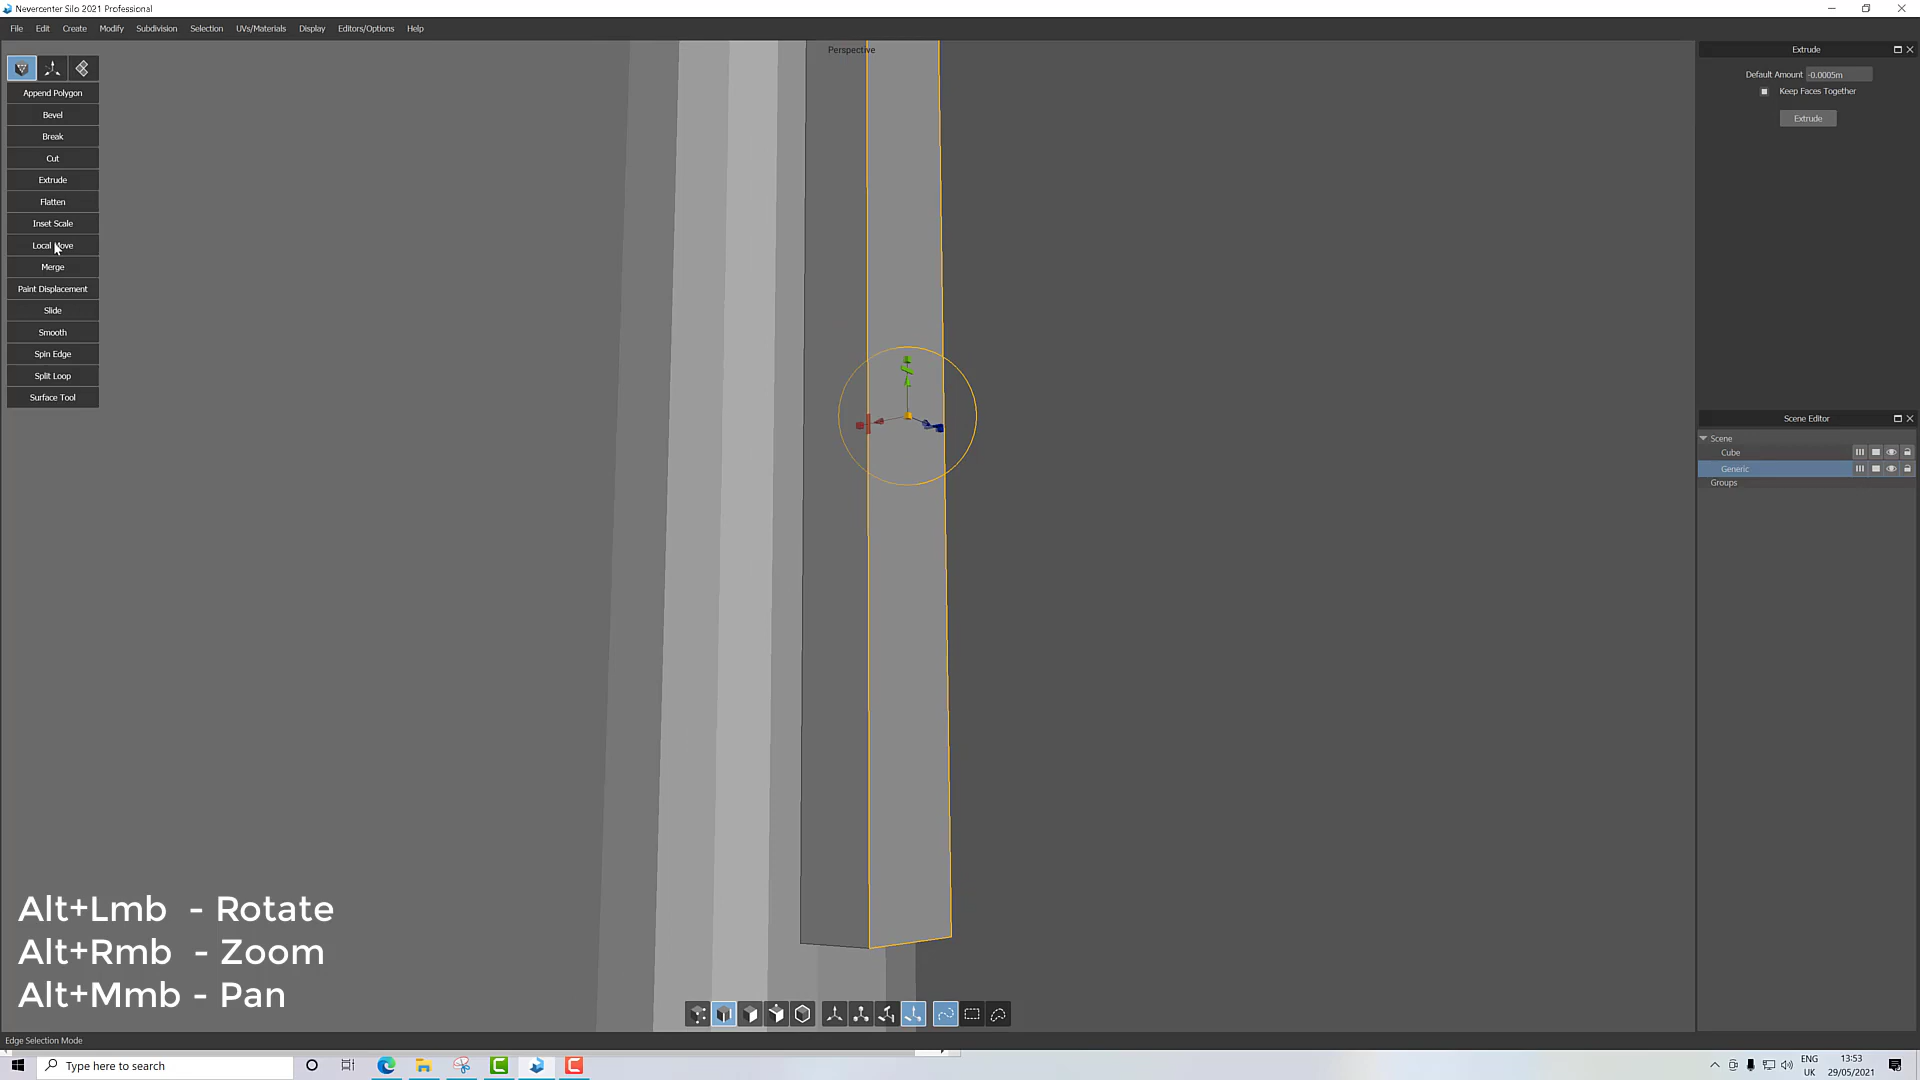 Nevercenter Silo 2021 Professional
File Edit Create Modify Subdivision Selection UVs/Materials Display Editors/Options Help
Perspective
Append Polygon
Bevel
Break
Cut
Extrude
Flatten
Inset Scale
Local Move
Merge
Paint Displacement
Slide
Smooth
Spin Edge
Split Loop
Surface Tool
Extrude
Default Amount -0.0005m
Keep Faces Together
Extrude
Scene Editor
Scene
Cube
Generic
Groups
Alt+Lmb - Rotate
Alt+Rmb - Zoom
Alt+Mmb - Pan
Edge Selection Mode
Type here to search
ENG
UK
13:53
29/05/2021